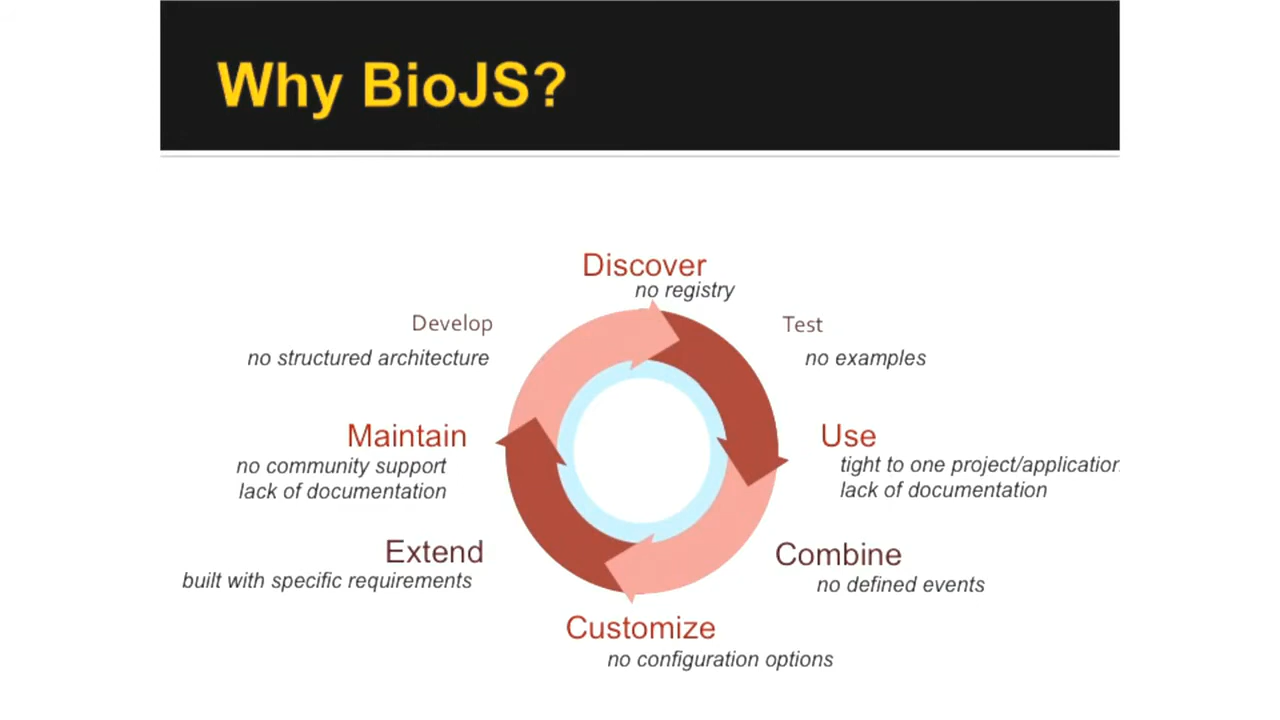 Why BioJS?
Discover
no registry
Develop
no structured architecture
Test
no examples
Maintain
no community support
lack of documentation
Use
tight to one project/application
lack of documentation
Extend
built with specific requirements
Combine
no defined events
Customize
no configuration options